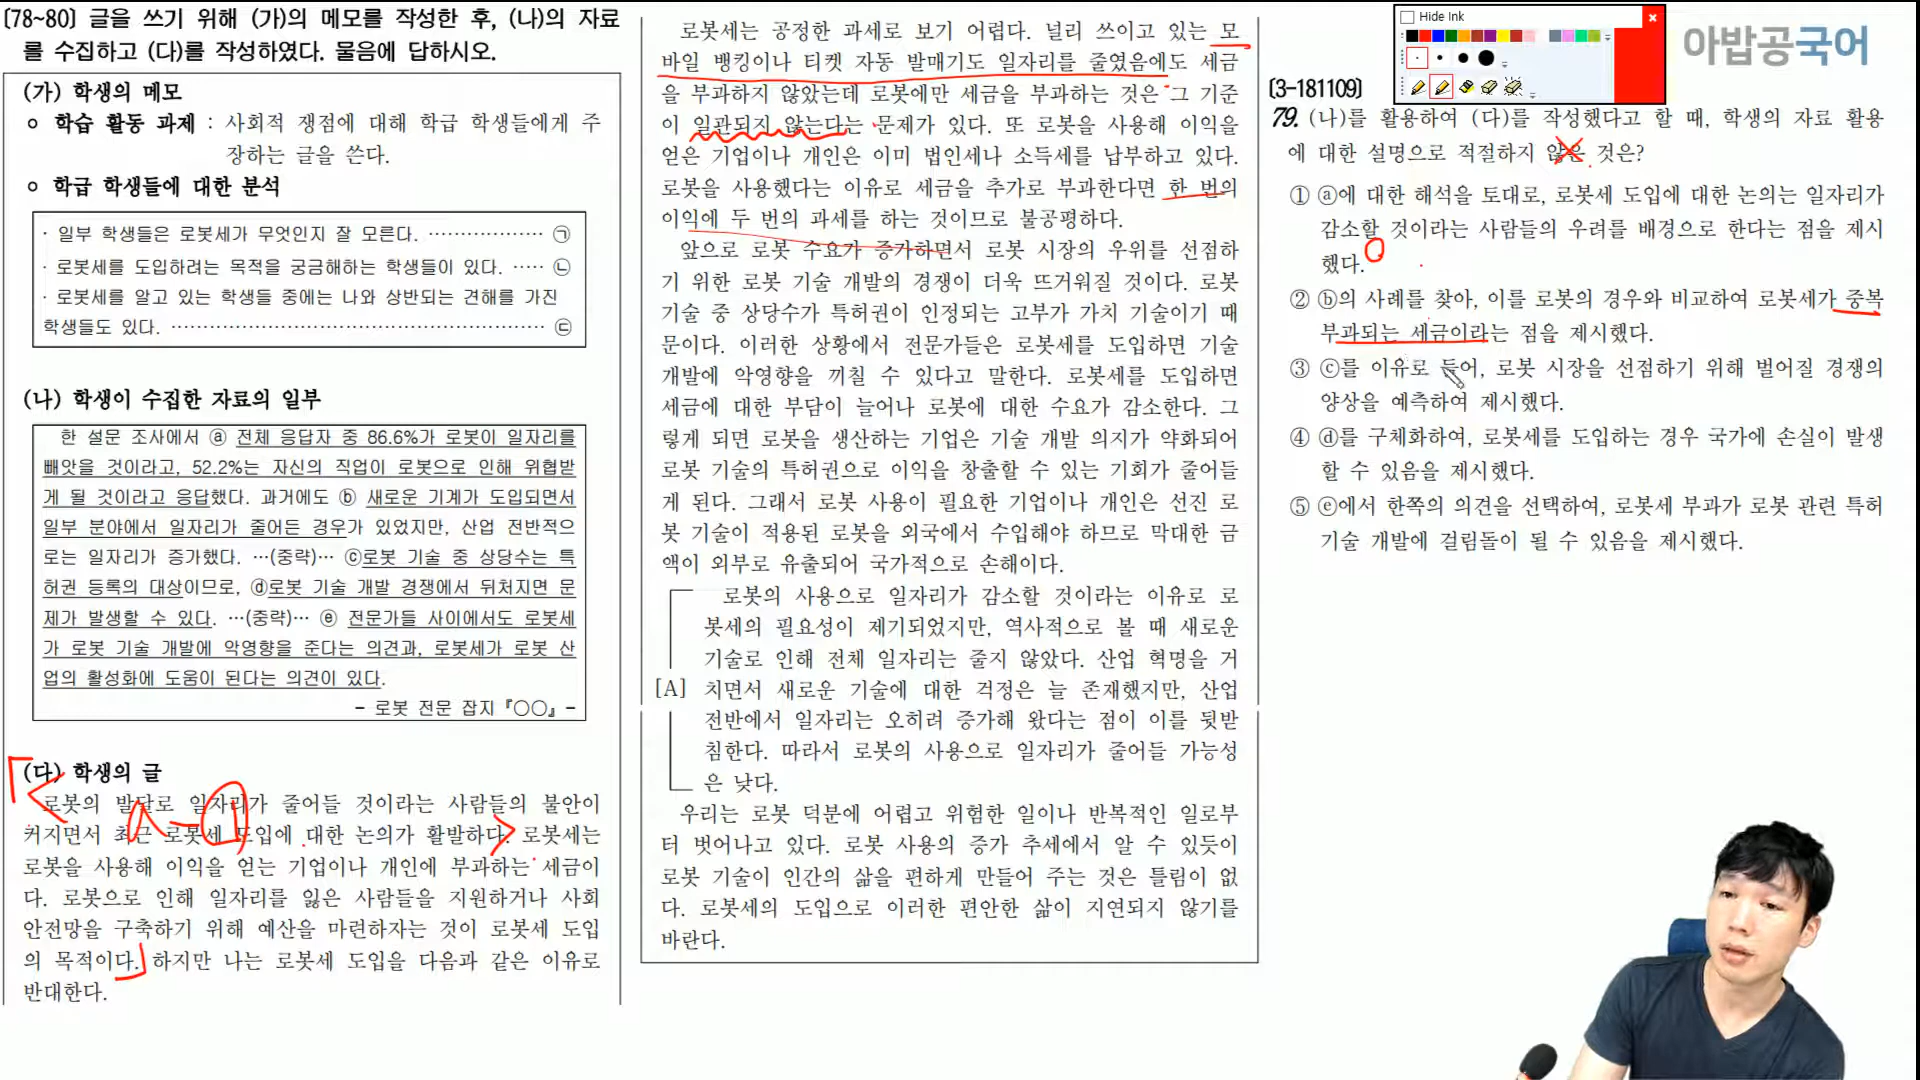 [78~80] 글을 쓰기 위해 (가)의 메모를 작성한 후, (나)의 자료
를 수집하고 (다)를 작성하였다. 물음에 답하시오.
(가) 학생의 메모
○ 학습 활동 과제 : 사회적 쟁점에 대해 학급 학생들에게 주
장하는 글을 쓴다.
○ 학급 학생들에 대한 분석
· 일부 학생들은 로봇세가 무엇인지 잘 모른다. ················· ㉠
· 로봇세를 도입하려는 목적을 궁금해하는 학생들이 있다. ····· ㉡
· 로봇세를 알고 있는 학생들 중에는 나와 상반되는 견해를 가진
학생들도 있다. ······················································ ㉢
(나) 학생이 수집한 자료의 일부
한 설문 조사에서 ⓐ 전체 응답자 중 86.6%가 로봇이 일자리를
빼앗을 것이라고, 52.2%는 자신의 직업이 로봇으로 인해 위협받
게 될 것이라고 응답했다. 과거에도 ⓑ 새로운 기계가 도입되면서
일부 분야에서 일자리가 줄어든 경우가 있었지만, 산업 전반적으
로는 일자리가 증가했다. …(중략)… ⓒ로봇 기술 중 상당수는 특
허권 등록의 대상이므로, ⓓ로봇 기술 개발 경쟁에서 뒤처지면 문
제가 발생할 수 있다. …(중략)… ⓔ 전문가들 사이에서도 로봇세
가 로봇 기술 개발에 악영향을 준다는 의견과, 로봇세가 로봇 산
업의 활성화에 도움이 된다는 의견이 있다.
- 로봇 전문 잡지『○○』-
(다) 학생의 글
로봇의 발달로 일자리가 줄어들 것이라는 사람들의 불안이
커지면서 최근 로봇세 도입에 대한 논의가 활발하다. 로봇세는
로봇을 사용해 이익을 얻는 기업이나 개인에 부과하는 세금이
다. 로봇으로 인해 일자리를 잃은 사람들을 지원하거나 사회
안전망을 구축하기 위해 예산을 마련하자는 것이 로봇세 도입
의 목적이다. 하지만 나는 로봇세 도입을 다음과 같은 이유로
반대한다.
a-①
로봇세는 공정한 과세로 보기 어렵다. 널리 쓰이고 있는 모
바일 뱅킹이나 티켓 자동 발매기도 일자리를 줄였음에도 세금
을 부과하지 않았는데 로봇에만 세금을 부과하는 것은 그 기준
이 일관되지 않는다는 문제가 있다. 또 로봇을 사용해 이익을
얻은 기업이나 개인은 이미 법인세나 소득세를 납부하고 있다.
로봇을 사용했다는 이유로 세금을 추가로 부과한다면 한 번의
이익에 두 번의 과세를 하는 것이므로 불공평하다.
앞으로 로봇 수요가 증가하면서 로봇 시장의 우위를 선점하
기 위한 로봇 기술 개발의 경쟁이 더욱 뜨거워질 것이다. 로봇
기술 중 상당수가 특허권이 인정되는 고부가 가치 기술이기 때
문이다. 이러한 상황에서 전문가들은 로봇세를 도입하면 기술
개발에 악영향을 끼칠 수 있다고 말한다. 로봇세를 도입하면
세금에 대한 부담이 늘어나 로봇에 대한 수요가 감소한다. 그
렇게 되면 로봇을 생산하는 기업은 기술 개발 의지가 약화되어
로봇 기술의 특허권으로 이익을 창출할 수 있는 기회가 줄어들
게 된다. 그래서 로봇 사용이 필요한 기업이나 개인은 선진 로
봇 기술이 적용된 로봇을 외국에서 수입해야 하므로 막대한 금
액이 외부로 유출되어 국가적으로 손해이다.
로봇의 사용으로 일자리가 감소할 것이라는 이유로 로
봇세의 필요성이 제기되었지만, 역사적으로 볼 때 새로운
기술로 인해 전체 일자리는 줄지 않았다. 산업 혁명을 거
[A] 치면서 새로운 기술에 대한 걱정은 늘 존재했지만, 산업
전반에서 일자리는 오히려 증가해 왔다는 점이 이를 뒷받
침한다. 따라서 로봇의 사용으로 일자리가 줄어들 가능성
은 낮다.
우리는 로봇 덕분에 어렵고 위험한 일이나 반복적인 일로부
터 벗어나고 있다. 로봇 사용의 증가 추세에서 알 수 있듯이
로봇 기술이 인간의 삶을 편하게 만들어 주는 것은 틀림이 없
다. 로봇세의 도입으로 이러한 편안한 삶이 지연되지 않기를
바란다.
Hide Ink
아밥공국어
[3-181109]
79. (나)를 활용하여 (다)를 작성했다고 할 때, 학생의 자료 활용
에 대한 설명으로 적절하지 않은 것은?
① ⓐ에 대한 해석을 토대로, 로봇세 도입에 대한 논의는 일자리가
감소할 것이라는 사람들의 우려를 배경으로 한다는 점을 제시
했다.
② ⓑ의 사례를 찾아, 이를 로봇의 경우와 비교하여 로봇세가 중복
부과되는 세금이라는 점을 제시했다.
③ ⓒ를 이유로 들어, 로봇 시장을 선점하기 위해 벌어질 경쟁의
양상을 예측하여 제시했다.
④ ⓓ를 구체화하여, 로봇세를 도입하는 경우 국가에 손실이 발생
할 수 있음을 제시했다.
⑤ ⓔ에서 한쪽의 의견을 선택하여, 로봇세 부과가 로봇 관련 특허
기술 개발에 걸림돌이 될 수 있음을 제시했다.